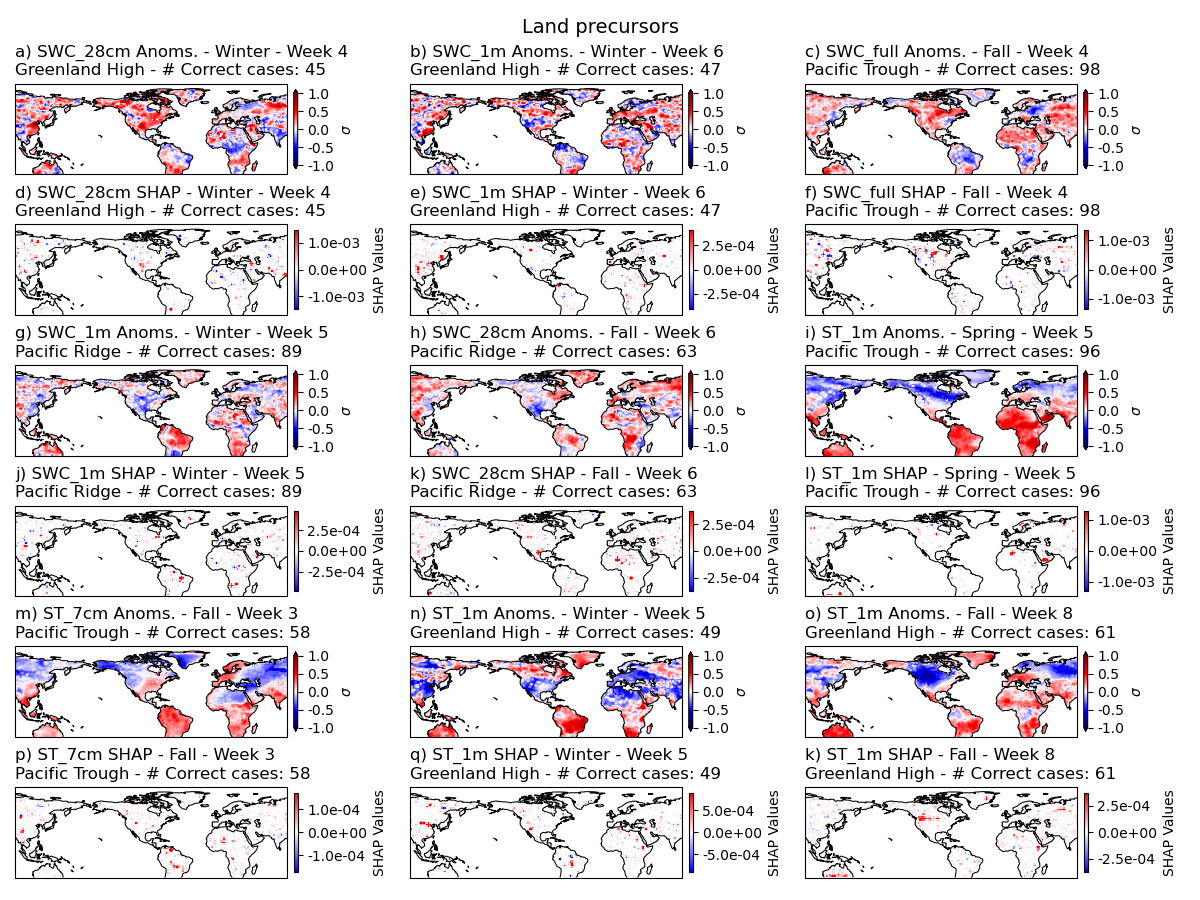 Land precursors
a) SWC_28cm Anoms. - Winter - Week 4
Greenland High - # Correct cases: 45
1.0
0.5
0.0
-0.5
-1.0
σ
b) SWC_1m Anoms. - Winter - Week 6
Greenland High - # Correct cases: 47
1.0
0.5
0.0
-0.5
-1.0
σ
c) SWC_full Anoms. - Fall - Week 4
Pacific Trough - # Correct cases: 98
1.0
0.5
0.0
-0.5
-1.0
σ
d) SWC_28cm SHAP - Winter - Week 4
Greenland High - # Correct cases: 45
1.0e-03
0.0e+00
-1.0e-03
SHAP Values
e) SWC_1m SHAP - Winter - Week 6
Greenland High - # Correct cases: 47
2.5e-04
0.0e+00
-2.5e-04
SHAP Values
f) SWC_full SHAP - Fall - Week 4
Pacific Trough - # Correct cases: 98
1.0e-03
0.0e+00
-1.0e-03
SHAP Values
g) SWC_1m Anoms. - Winter - Week 5
Pacific Ridge - # Correct cases: 89
1.0
0.5
0.0
-0.5
-1.0
σ
h) SWC_28cm Anoms. - Fall - Week 6
Pacific Ridge - # Correct cases: 63
1.0
0.5
0.0
-0.5
-1.0
σ
i) ST_1m Anoms. - Spring - Week 5
Pacific Trough - # Correct cases: 96
1.0
0.5
0.0
-0.5
-1.0
σ
j) SWC_1m SHAP - Winter - Week 5
Pacific Ridge - # Correct cases: 89
2.5e-04
0.0e+00
-2.5e-04
SHAP Values
k) SWC_28cm SHAP - Fall - Week 6
Pacific Ridge - # Correct cases: 63
2.5e-04
0.0e+00
-2.5e-04
SHAP Values
l) ST_1m SHAP - Spring - Week 5
Pacific Trough - # Correct cases: 96
1.0e-03
0.0e+00
-1.0e-03
SHAP Values
m) ST_7cm Anoms. - Fall - Week 3
Pacific Trough - # Correct cases: 58
1.0
0.5
0.0
-0.5
-1.0
σ
n) ST_1m Anoms. - Winter - Week 5
Greenland High - # Correct cases: 49
1.0
0.5
0.0
-0.5
-1.0
σ
o) ST_1m Anoms. - Fall - Week 8
Greenland High - # Correct cases: 61
1.0
0.5
0.0
-0.5
-1.0
σ
p) ST_7cm SHAP - Fall - Week 3
Pacific Trough - # Correct cases: 58
1.0e-04
0.0e+00
-1.0e-04
SHAP Values
q) ST_1m SHAP - Winter - Week 5
Greenland High - # Correct cases: 49
5.0e-04
0.0e+00
-5.0e-04
SHAP Values
k) ST_1m SHAP - Fall - Week 8
Greenland High - # Correct cases: 61
2.5e-04
0.0e+00
-2.5e-04
SHAP Values